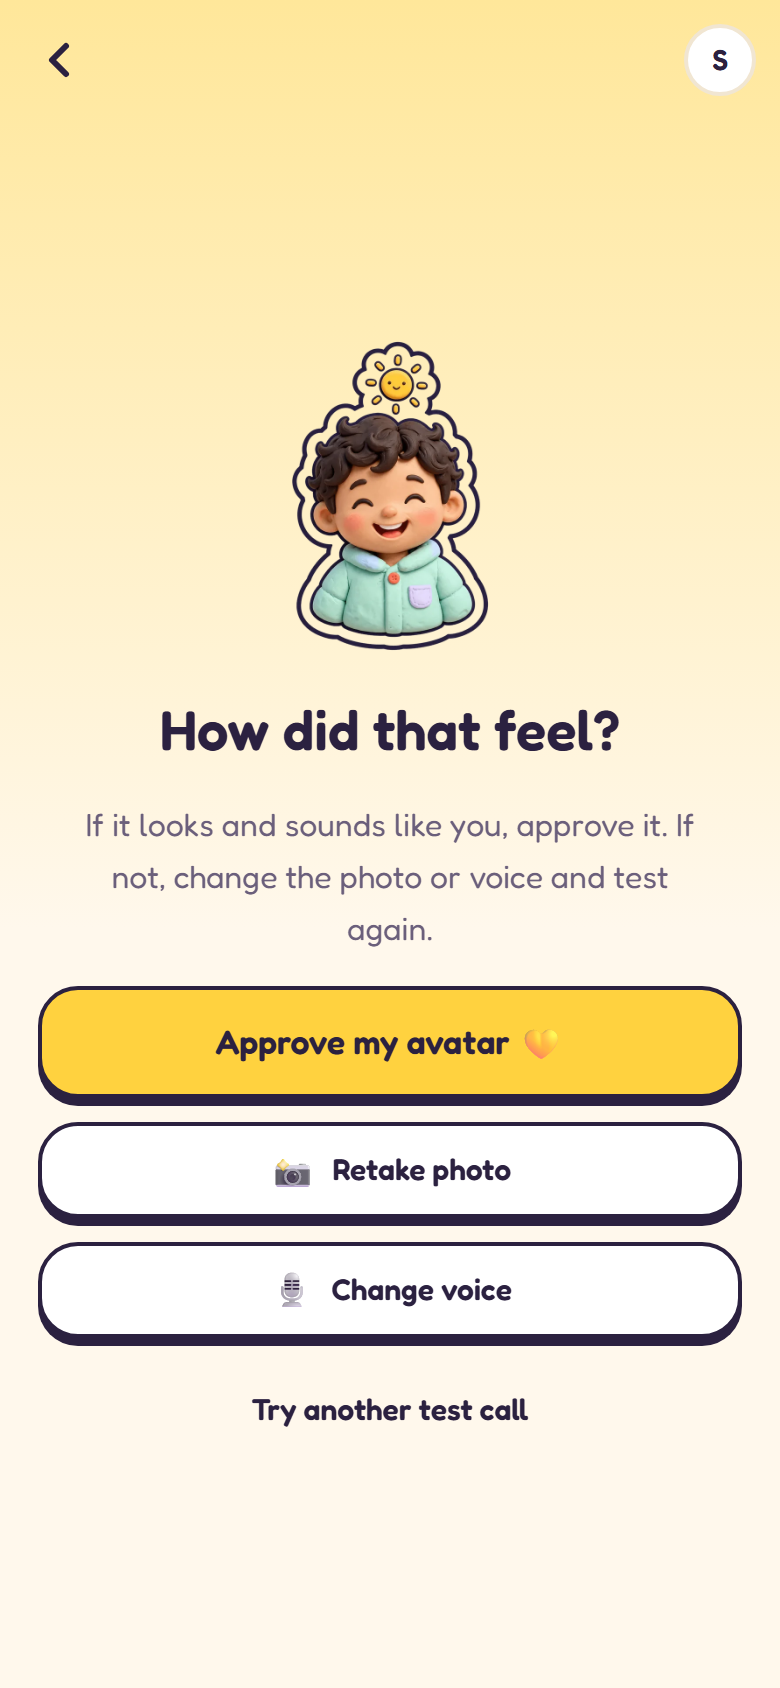 S
How did that feel?
If it looks and sounds like you, approve it. If
not, change the photo or voice and test
again.
Approve my avatar 💛
📸 Retake photo
🎙️ Change voice
Try another test call